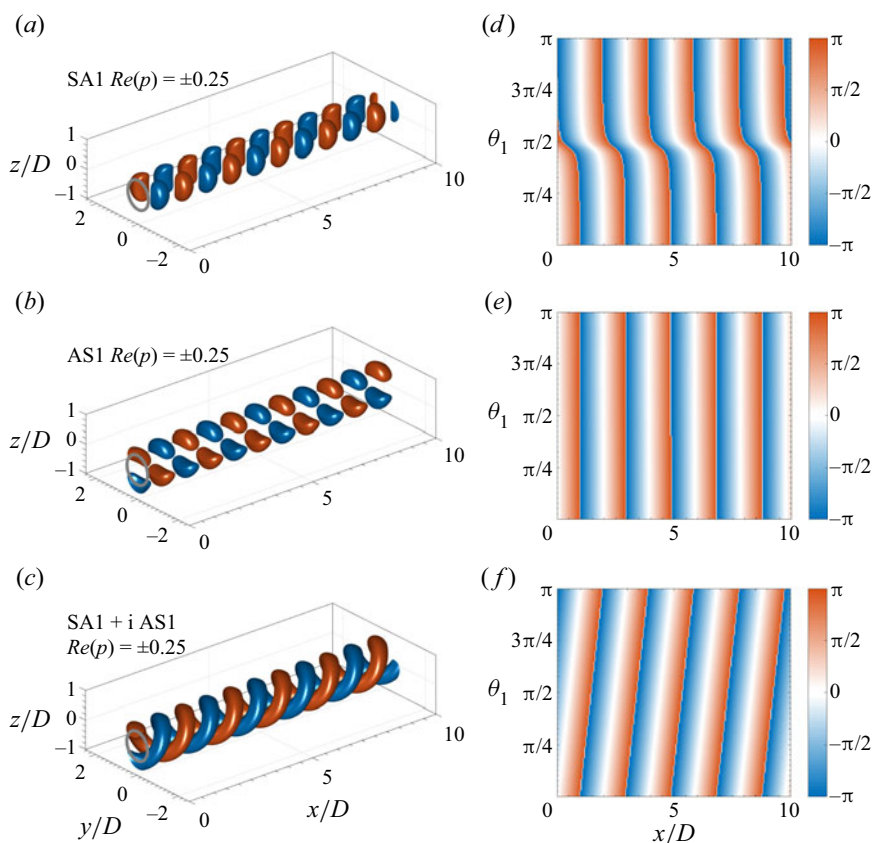 (a)
SA1 Re(p) = ±0.25
z/D
1
0
−1
2
0
−2
0
5
10
(d)
π
3π/4
θ1
π/2
π/4
0
5
10
π
π/2
0
−π/2
−π
(b)
AS1 Re(p) = ±0.25
z/D
1
0
−1
2
0
−2
0
5
10
(e)
π
3π/4
θ1
π/2
π/4
0
5
10
π
π/2
0
−π/2
−π
(c)
SA1 + i AS1
Re(p) = ±0.25
z/D
1
0
−1
2
0
−2
y/D
0
5
x/D
10
(f)
π
3π/4
θ1
π/2
π/4
0
5
10
x/D
π
π/2
0
−π/2
−π